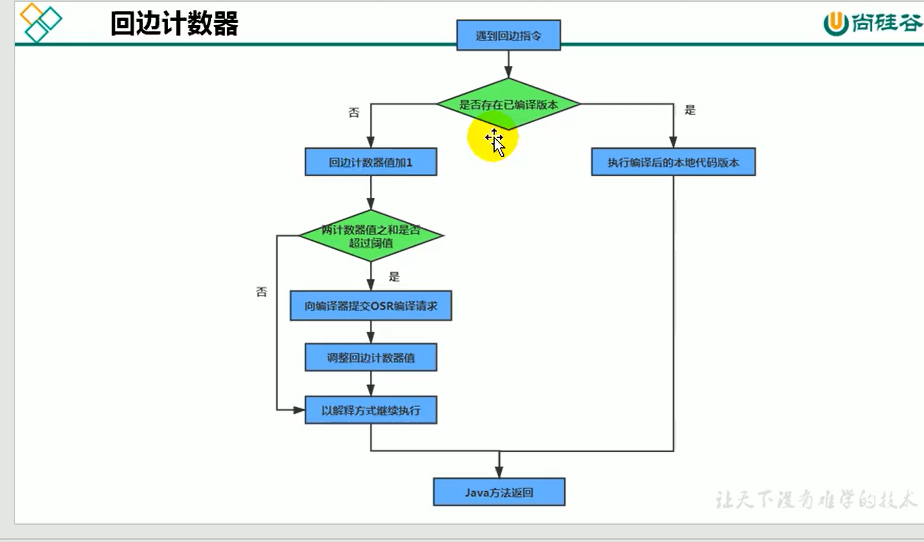 回边计数器
尚硅谷
遇到回边指令
是否存在已编译版本
否
是
回边计数器值加1
执行编译后的本地代码版本
两计数器值之和是否
超过阈值
是
否
向编译器提交OSR编译请求
调整回边计数器值
以解释方式继续执行
Java方法返回
让天下没有难学的技术